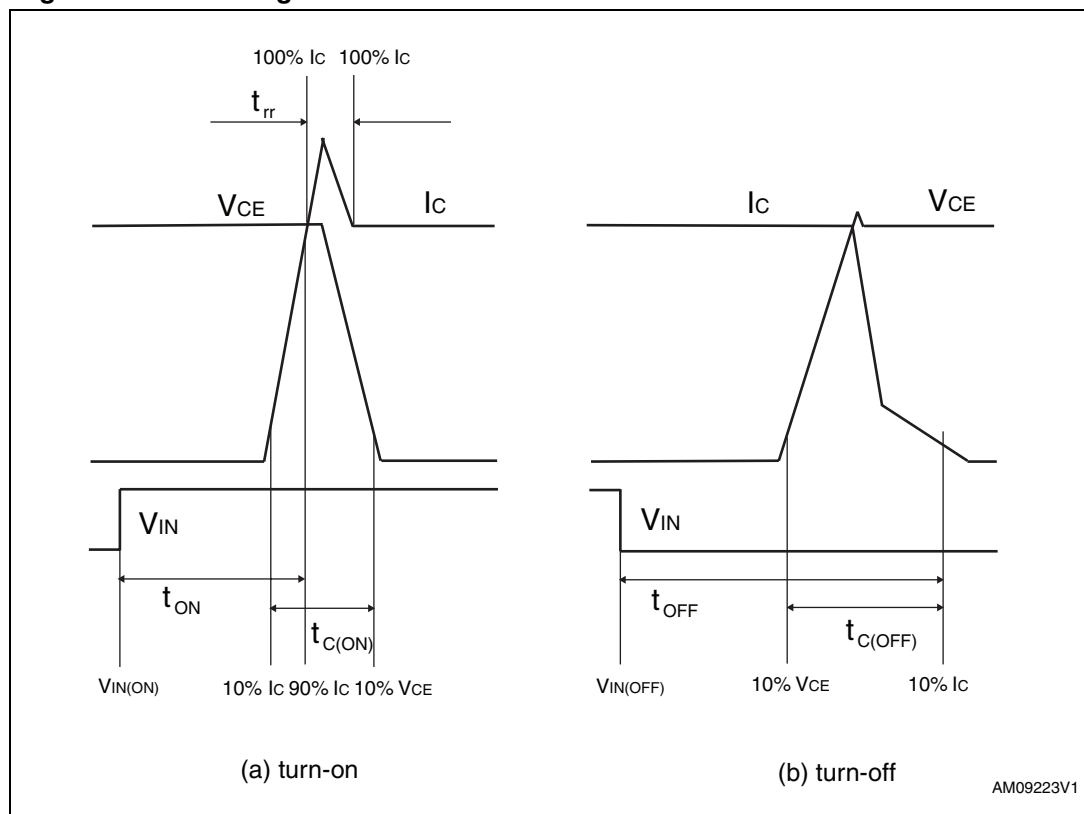 100% IC 100% IC
trr
VCE IC
IC VCE
VIN
VIN
tON
tC(ON)
tOFF
tC(OFF)
VIN(ON) 10% IC 90% IC 10% VCE
VIN(OFF) 10% VCE 10% IC
(a) turn-on
(b) turn-off
AM09223V1